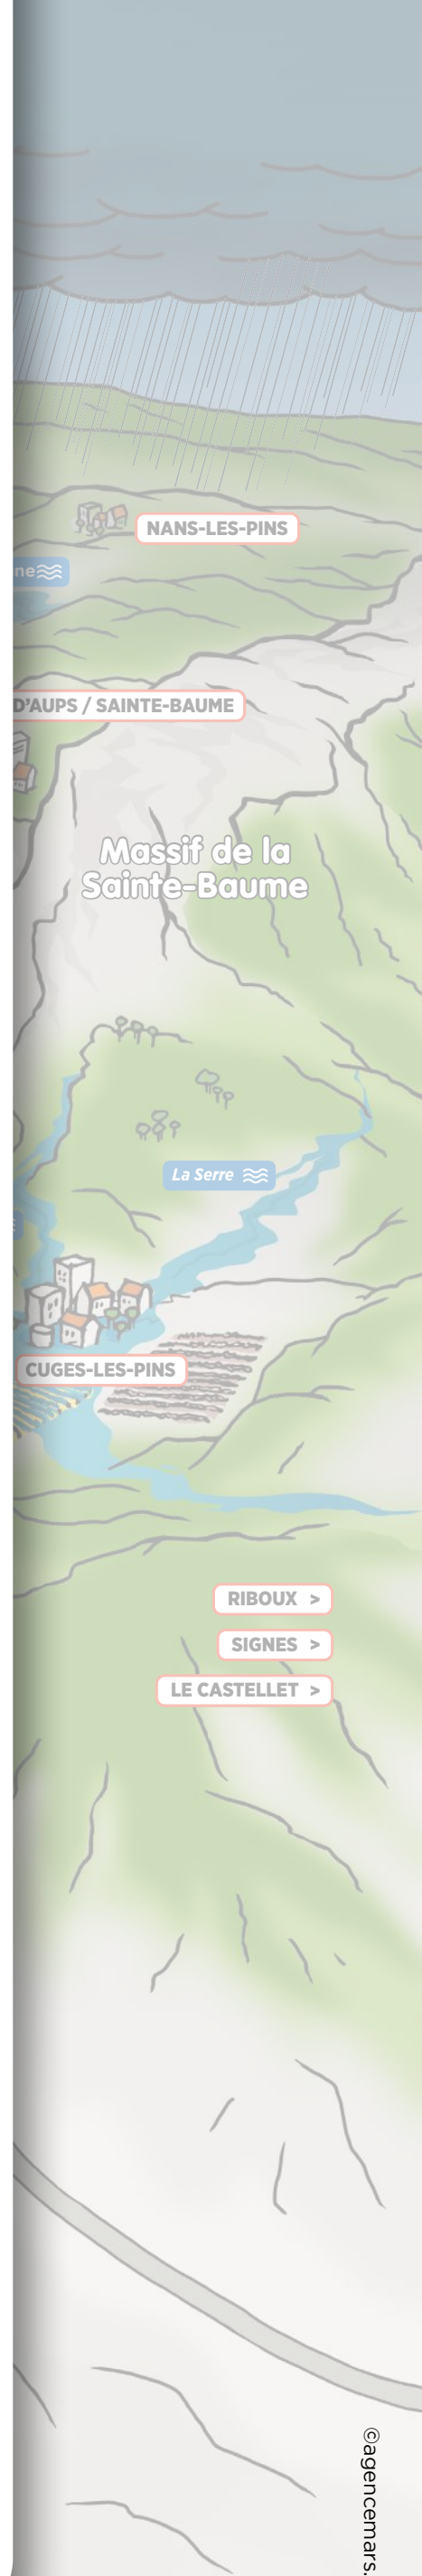 NANS-LES-PINS
ne
D'AUPS / SAINTE-BAUME
Massif de la
Sainte-Baume
La Serre
CUGES-LES-PINS
RIBOUX >
SIGNES >
LE CASTELLET >
©agencemars.